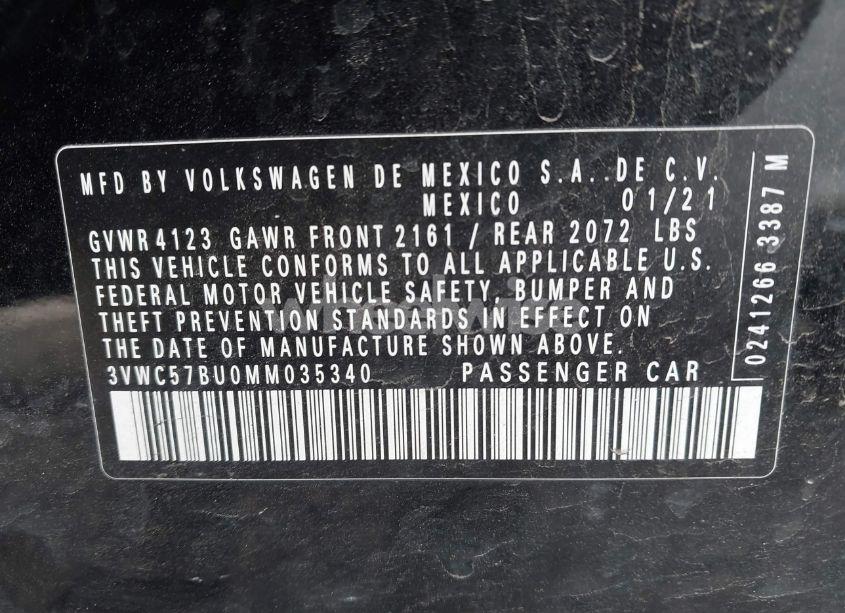 MFD BY VOLKSWAGEN DE MEXICO S.A..DE C.V.
MEXICO 01/21
GVWR 4123 GAWR FRONT 2161 / REAR 2072 LBS
THIS VEHICLE CONFORMS TO ALL APPLICABLE U.S.
FEDERAL MOTOR VEHICLE SAFETY, BUMPER AND
THEFT PREVENTION STANDARDS IN EFFECT ON
THE DATE OF MANUFACTURE SHOWN ABOVE.
3VWC57BU0MM035340 PASSENGER CAR
0241266 3387 M